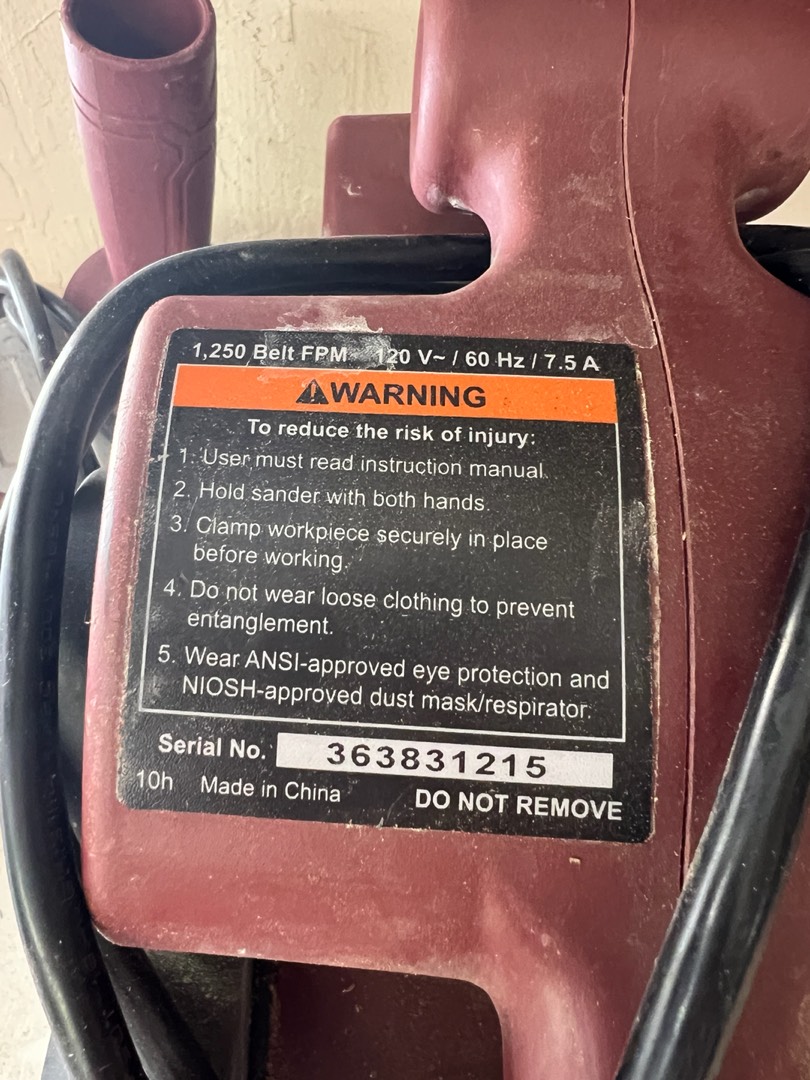 1,250 Belt FPM 120 V~ / 60 Hz / 7.5 A
⚠WARNING
To reduce the risk of injury:
1. User must read instruction manual.
2. Hold sander with both hands.
3. Clamp workpiece securely in place
before working.
4. Do not wear loose clothing to prevent
entanglement.
5. Wear ANSI-approved eye protection and
NIOSH-approved dust mask/respirator.
Serial No. 363831215
10h Made in China DO NOT REMOVE